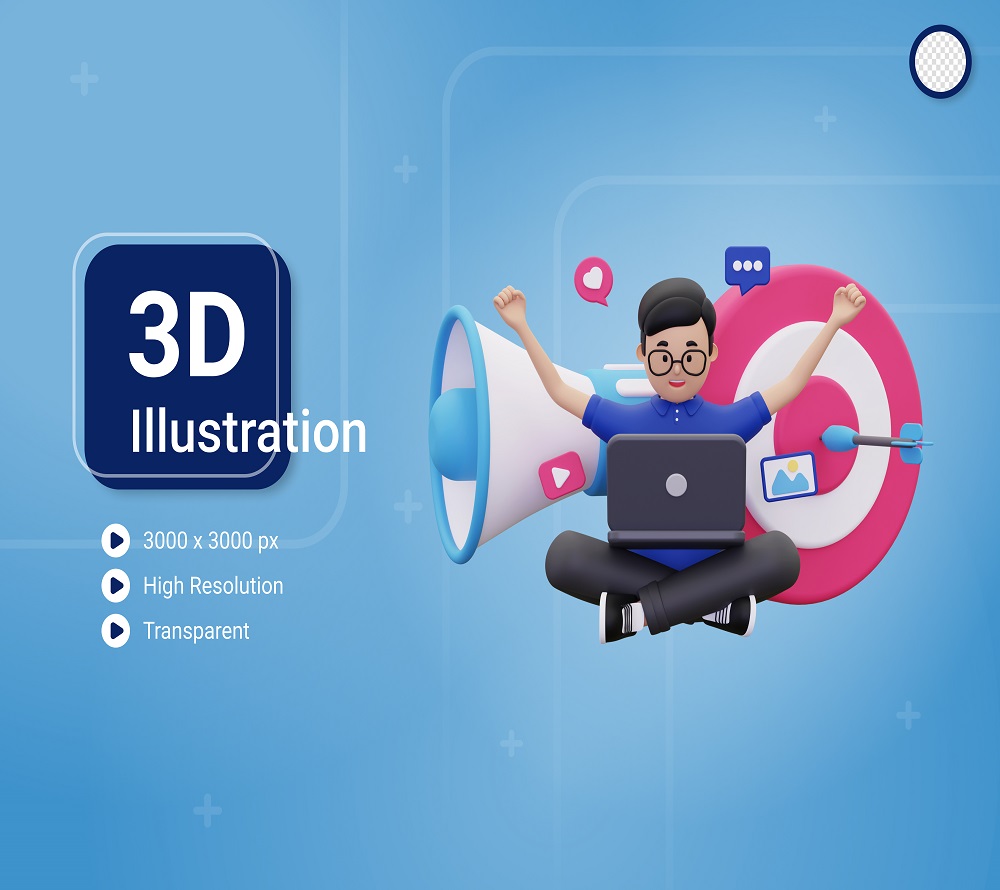 3D
Illustration
3000 x 3000 px
High Resolution
Transparent